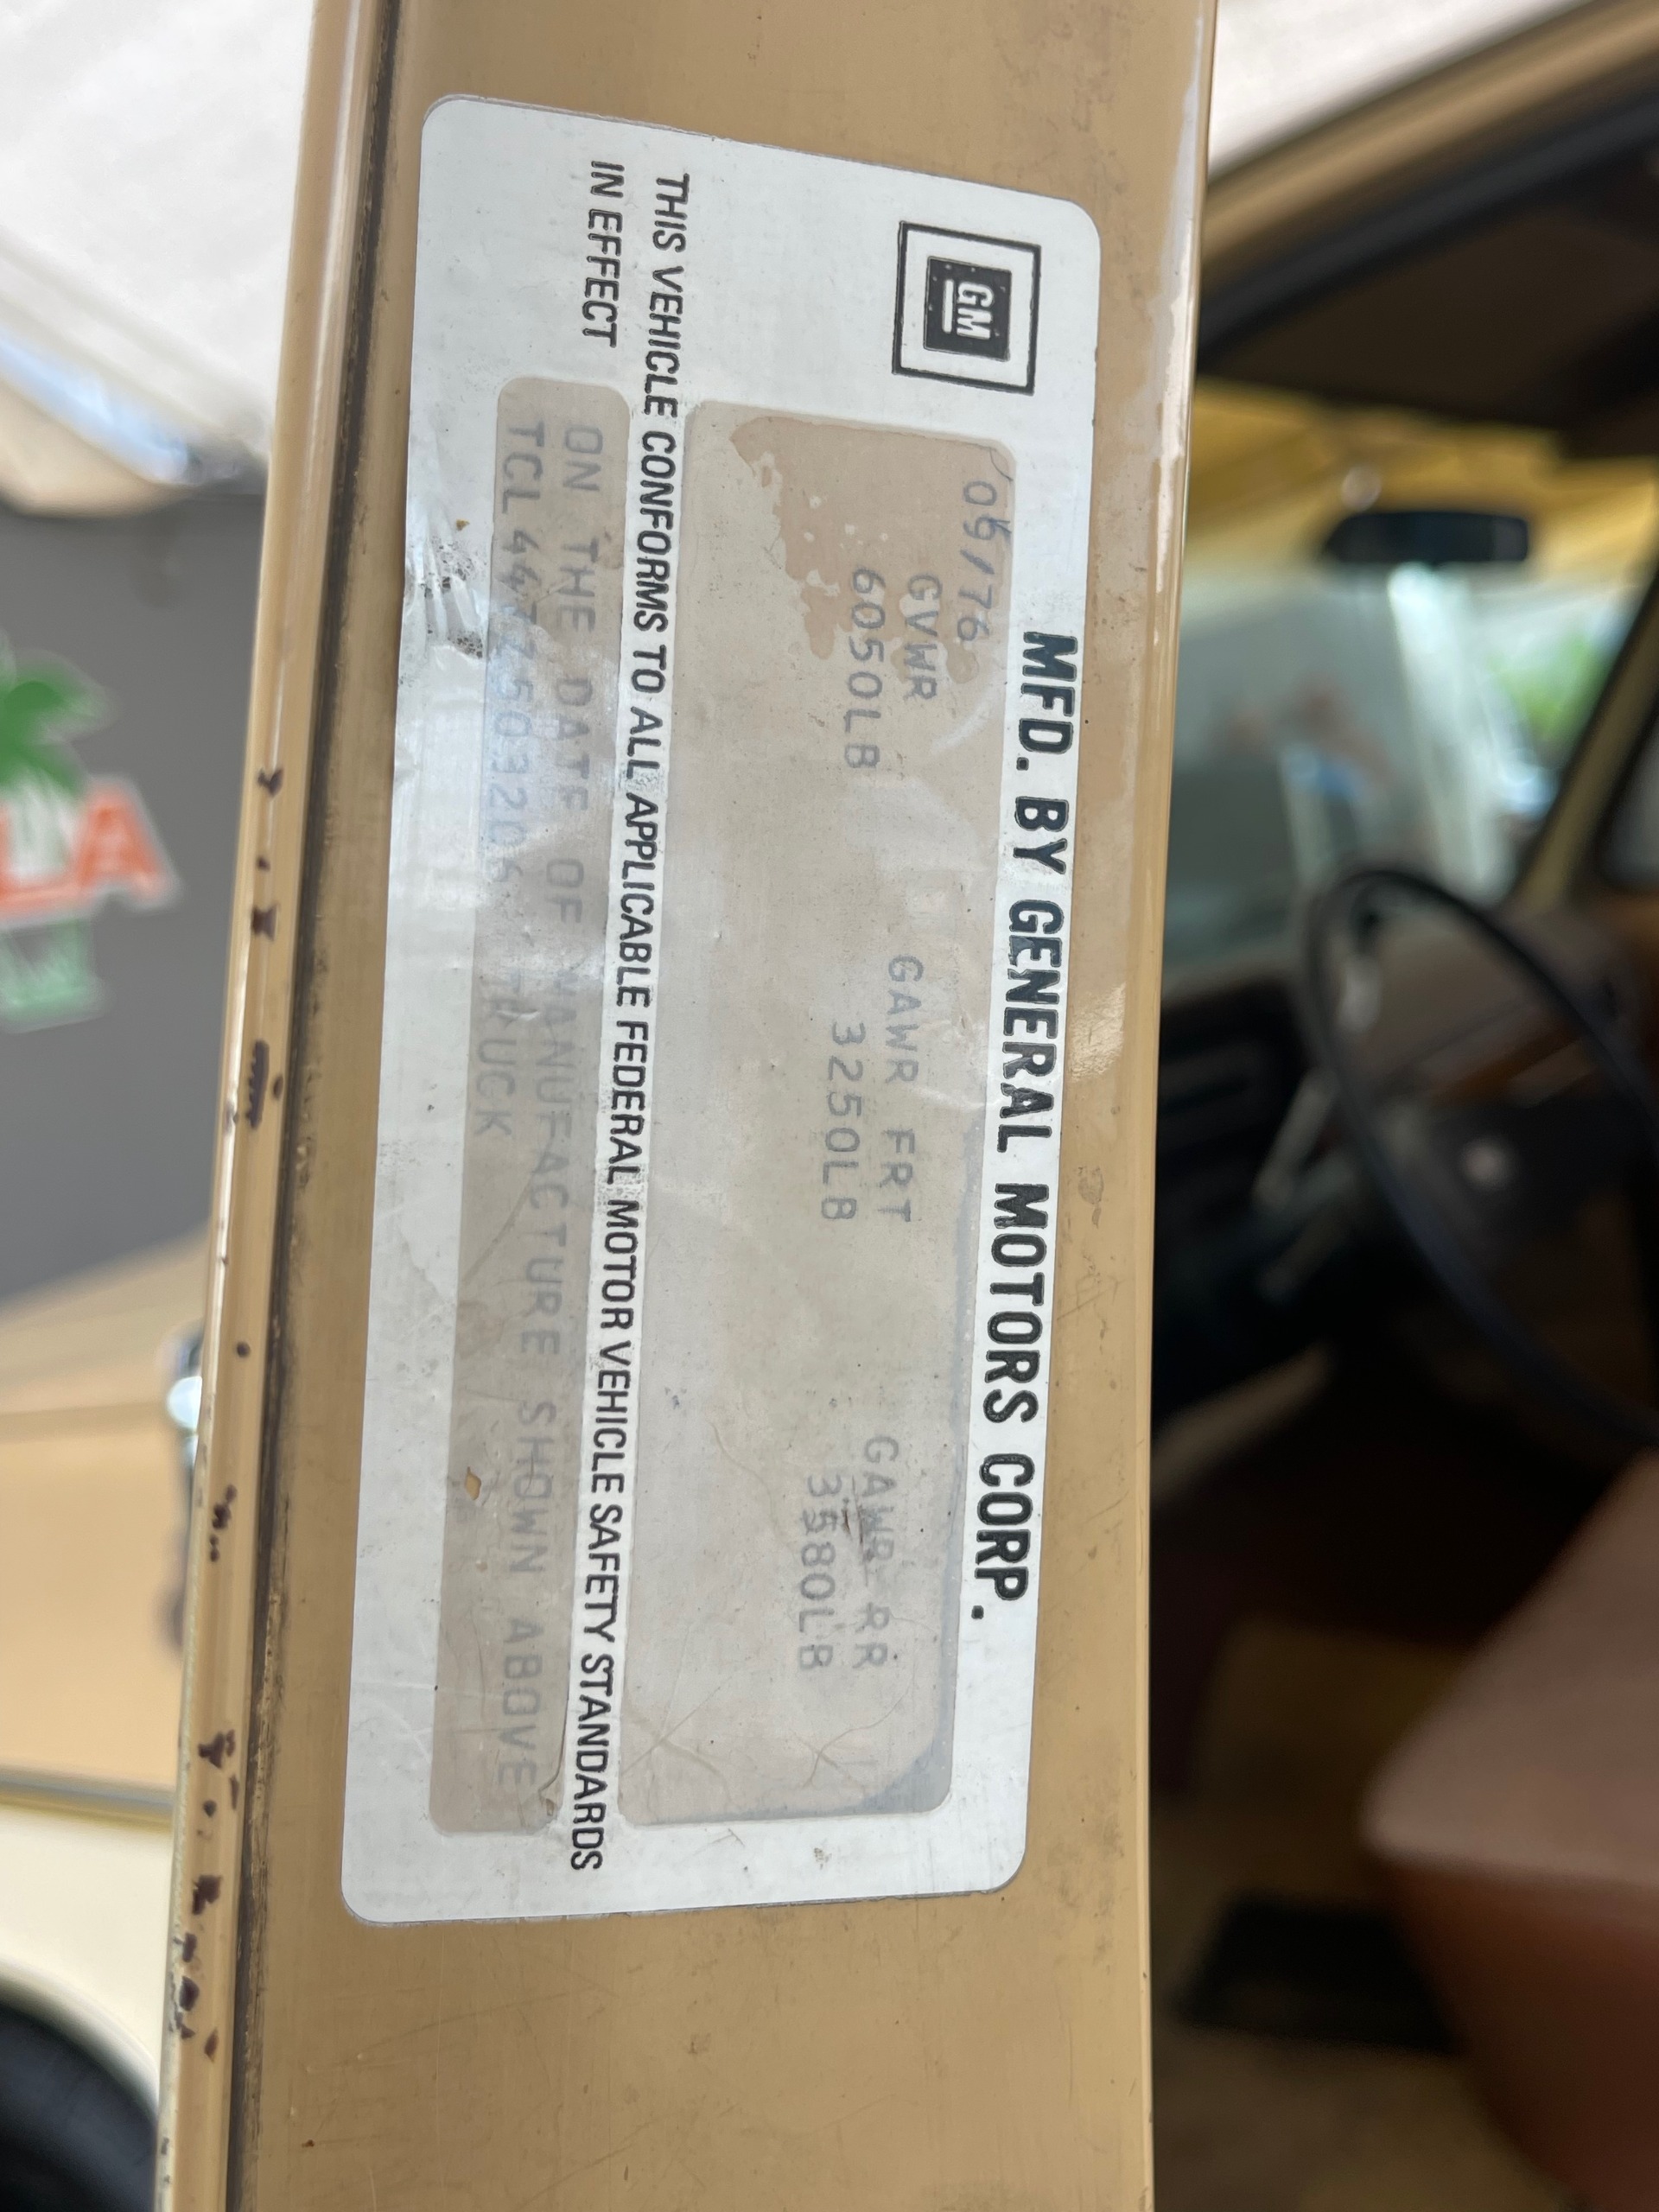 GM
MFD. BY GENERAL MOTORS CORP.
/76
GVWR GAWR FRT GAWR RR
6050LB 3250LB 3580LB
THIS VEHICLE CONFORMS TO ALL APPLICABLE FEDERAL MOTOR VEHICLE SAFETY STANDARDS
IN EFFECT ON THE DATE OF MANUFACTURE SHOWN ABOVE
TRUCK
LA